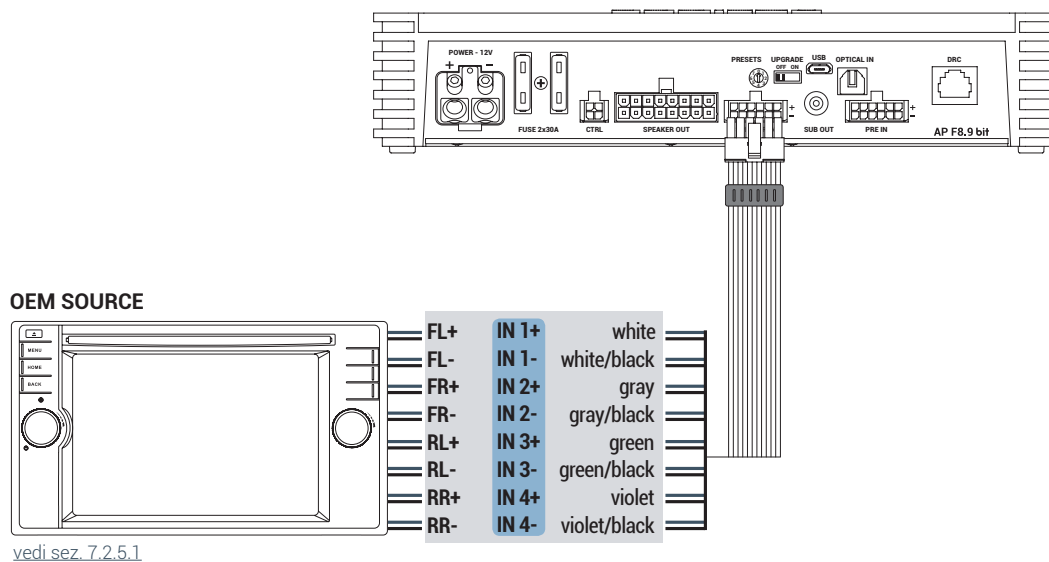 POWER - 12V
+ -
PRESETS UPGRADE USB OPTICAL IN DRC
OFF ON
+
-
+
-
FUSE 2x30A CTRL SPEAKER OUT SUB OUT PRE IN AP F8.9 bit
OEM SOURCE
MENU
HOME
BACK
FL+ IN 1+ white
FL- IN 1- white/black
FR+ IN 2+ gray
FR- IN 2- gray/black
RL+ IN 3+ green
RL- IN 3- green/black
RR+ IN 4+ violet
RR- IN 4- violet/black
vedi sez. 7.2.5.1